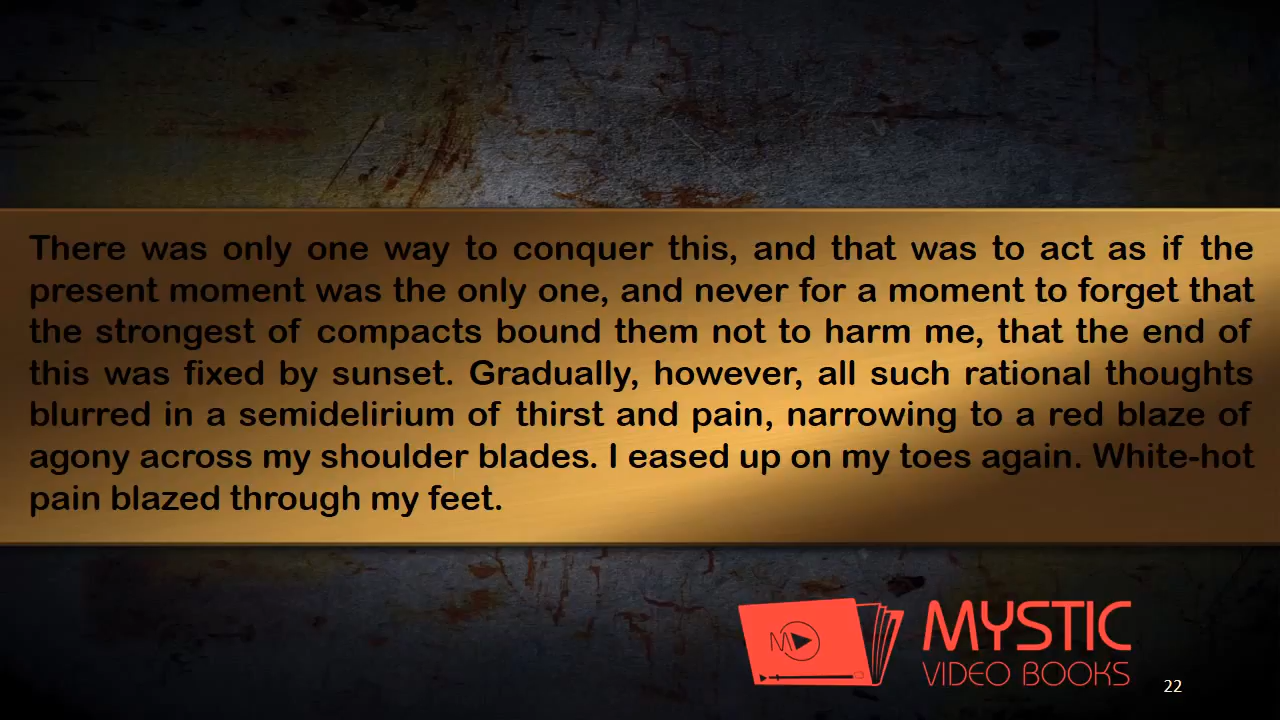 There was only one way to conquer this, and that was to act as if the
present moment was the only one, and never for a moment to forget that
the strongest of compacts bound them not to harm me, that the end of
this was fixed by sunset. Gradually, however, all such rational thoughts
blurred in a semidelirium of thirst and pain, narrowing to a red blaze of
agony across my shoulder blades. I eased up on my toes again. White-hot
pain blazed through my feet.
MYSTIC
VIDEO BOOKS
22